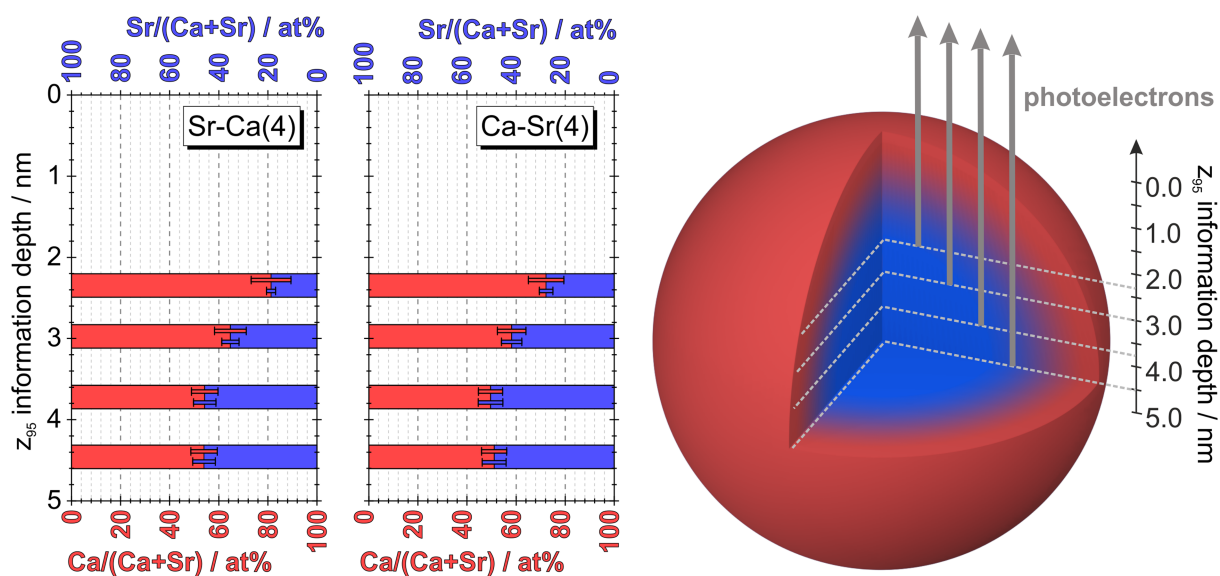 Sr/(Ca+Sr) / at%
100 80 60 40 20 0
Sr-Ca(4)
z95 information depth / nm
0
1
2
3
4
5
0 20 40 60 80 100
Ca/(Ca+Sr) / at%
Sr/(Ca+Sr) / at%
100 80 60 40 20 0
Ca-Sr(4)
0 20 40 60 80 100
Ca/(Ca+Sr) / at%
photoelectrons
0.0
1.0
2.0
3.0
4.0
5.0
z95 information depth / nm